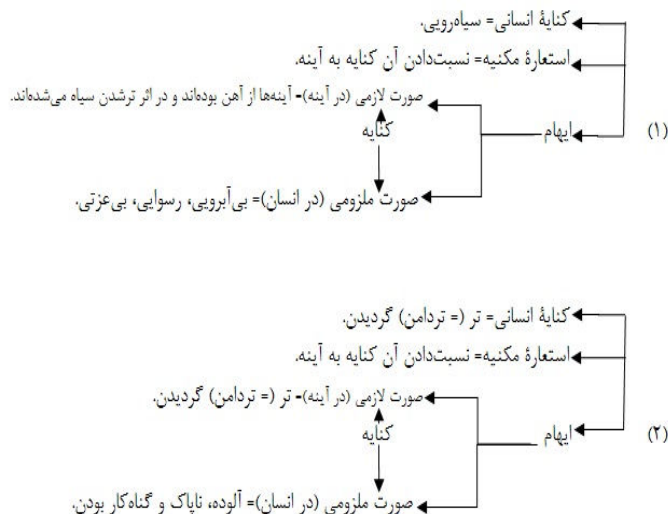 کنایهٔ انسانی= سیاه‌رویی.
استعارهٔ مکنیه= نسبت‌دادن آن کنایه به آینه.
صورت لازمی (در آینه)- آینه‌ها از آهن بوده‌اند و در اثر ترشدن سیاه می‌شده‌اند.
(۱) ایهام کنایه
صورت ملزومی (در انسان)= بی‌آبرویی، رسوایی، بی‌عزتی.
کنایهٔ انسانی= تر (= تردامن) گردیدن.
استعارهٔ مکنیه= نسبت‌دادن آن کنایه به آینه.
صورت لازمی (در آینه)- تر (= تردامن) گردیدن.
(۲) ایهام کنایه
صورت ملزومی (در انسان)= آلوده، ناپاک و گناه‌کار بودن.